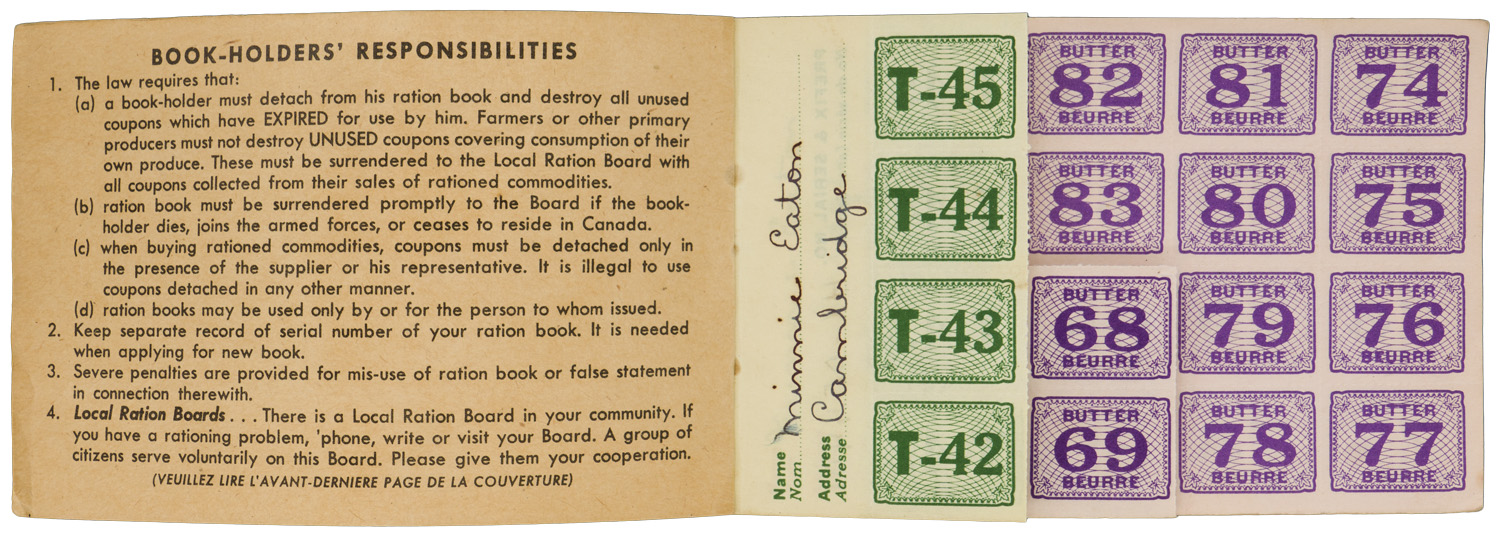 BOOK-HOLDERS' RESPONSIBILITIES
1. The law requires that:
(a) a book-holder must detach from his ration book and destroy all unused
coupons which have EXPIRED for use by him. Farmers or other primary
producers must not destroy UNUSED coupons covering consumption of their
own produce. These must be surrendered to the Local Ration Board with
all coupons collected from their sales of rationed commodities.
(b) ration book must be surrendered promptly to the Board if the book-
holder dies, joins the armed forces, or ceases to reside in Canada.
(c) when buying rationed commodities, coupons must be detached only in
the presence of the supplier or his representative. It is illegal to use
coupons detached in any other manner.
(d) ration books may be used only by or for the person to whom issued.
2. Keep separate record of serial number of your ration book. It is needed
when applying for new book.
3. Severe penalties are provided for mis-use of ration book or false statement
in connection therewith.
4. Local Ration Boards . . . There is a Local Ration Board in your community. If
you have a rationing problem, 'phone, write or visit your Board. A group of
citizens serve voluntarily on this Board. Please give them your cooperation.
(VEUILLEZ LIRE L'AVANT-DERNIERE PAGE DE LA COUVERTURE)
Name Minnie Eaton
Nom
Address Cambridge
Adresse
T-45
T-44
T-43
T-42
BUTTER
82
BUTTER
81
BUTTER
74
BEURRE
BUTTER
83
BEURRE
BUTTER
80
BEURRE
BUTTER
75
BEURRE
BUTTER
68
BEURRE
BUTTER
79
BEURRE
BUTTER
76
BEURRE
BUTTER
69
BEURRE
BUTTER
78
BEURRE
BUTTER
77
BEURRE